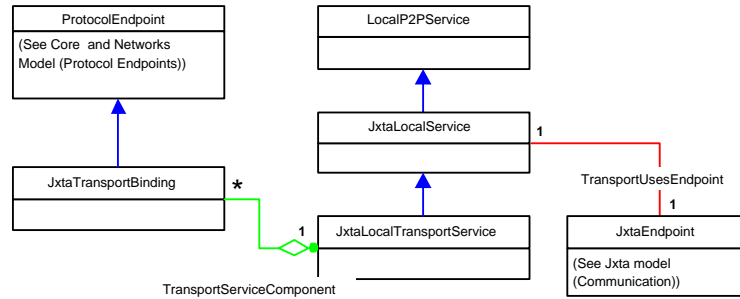 ProtocolEndpoint
(See Core and Networks
Model (Protocol Endpoints))
LocalP2PService
JxtaLocalService
1
JxtaTransportBinding
*
TransportUsesEndpoint
1
1
JxtaLocalTransportService
JxtaEndpoint
(See Jxta model
(Communication))
TransportServiceComponent